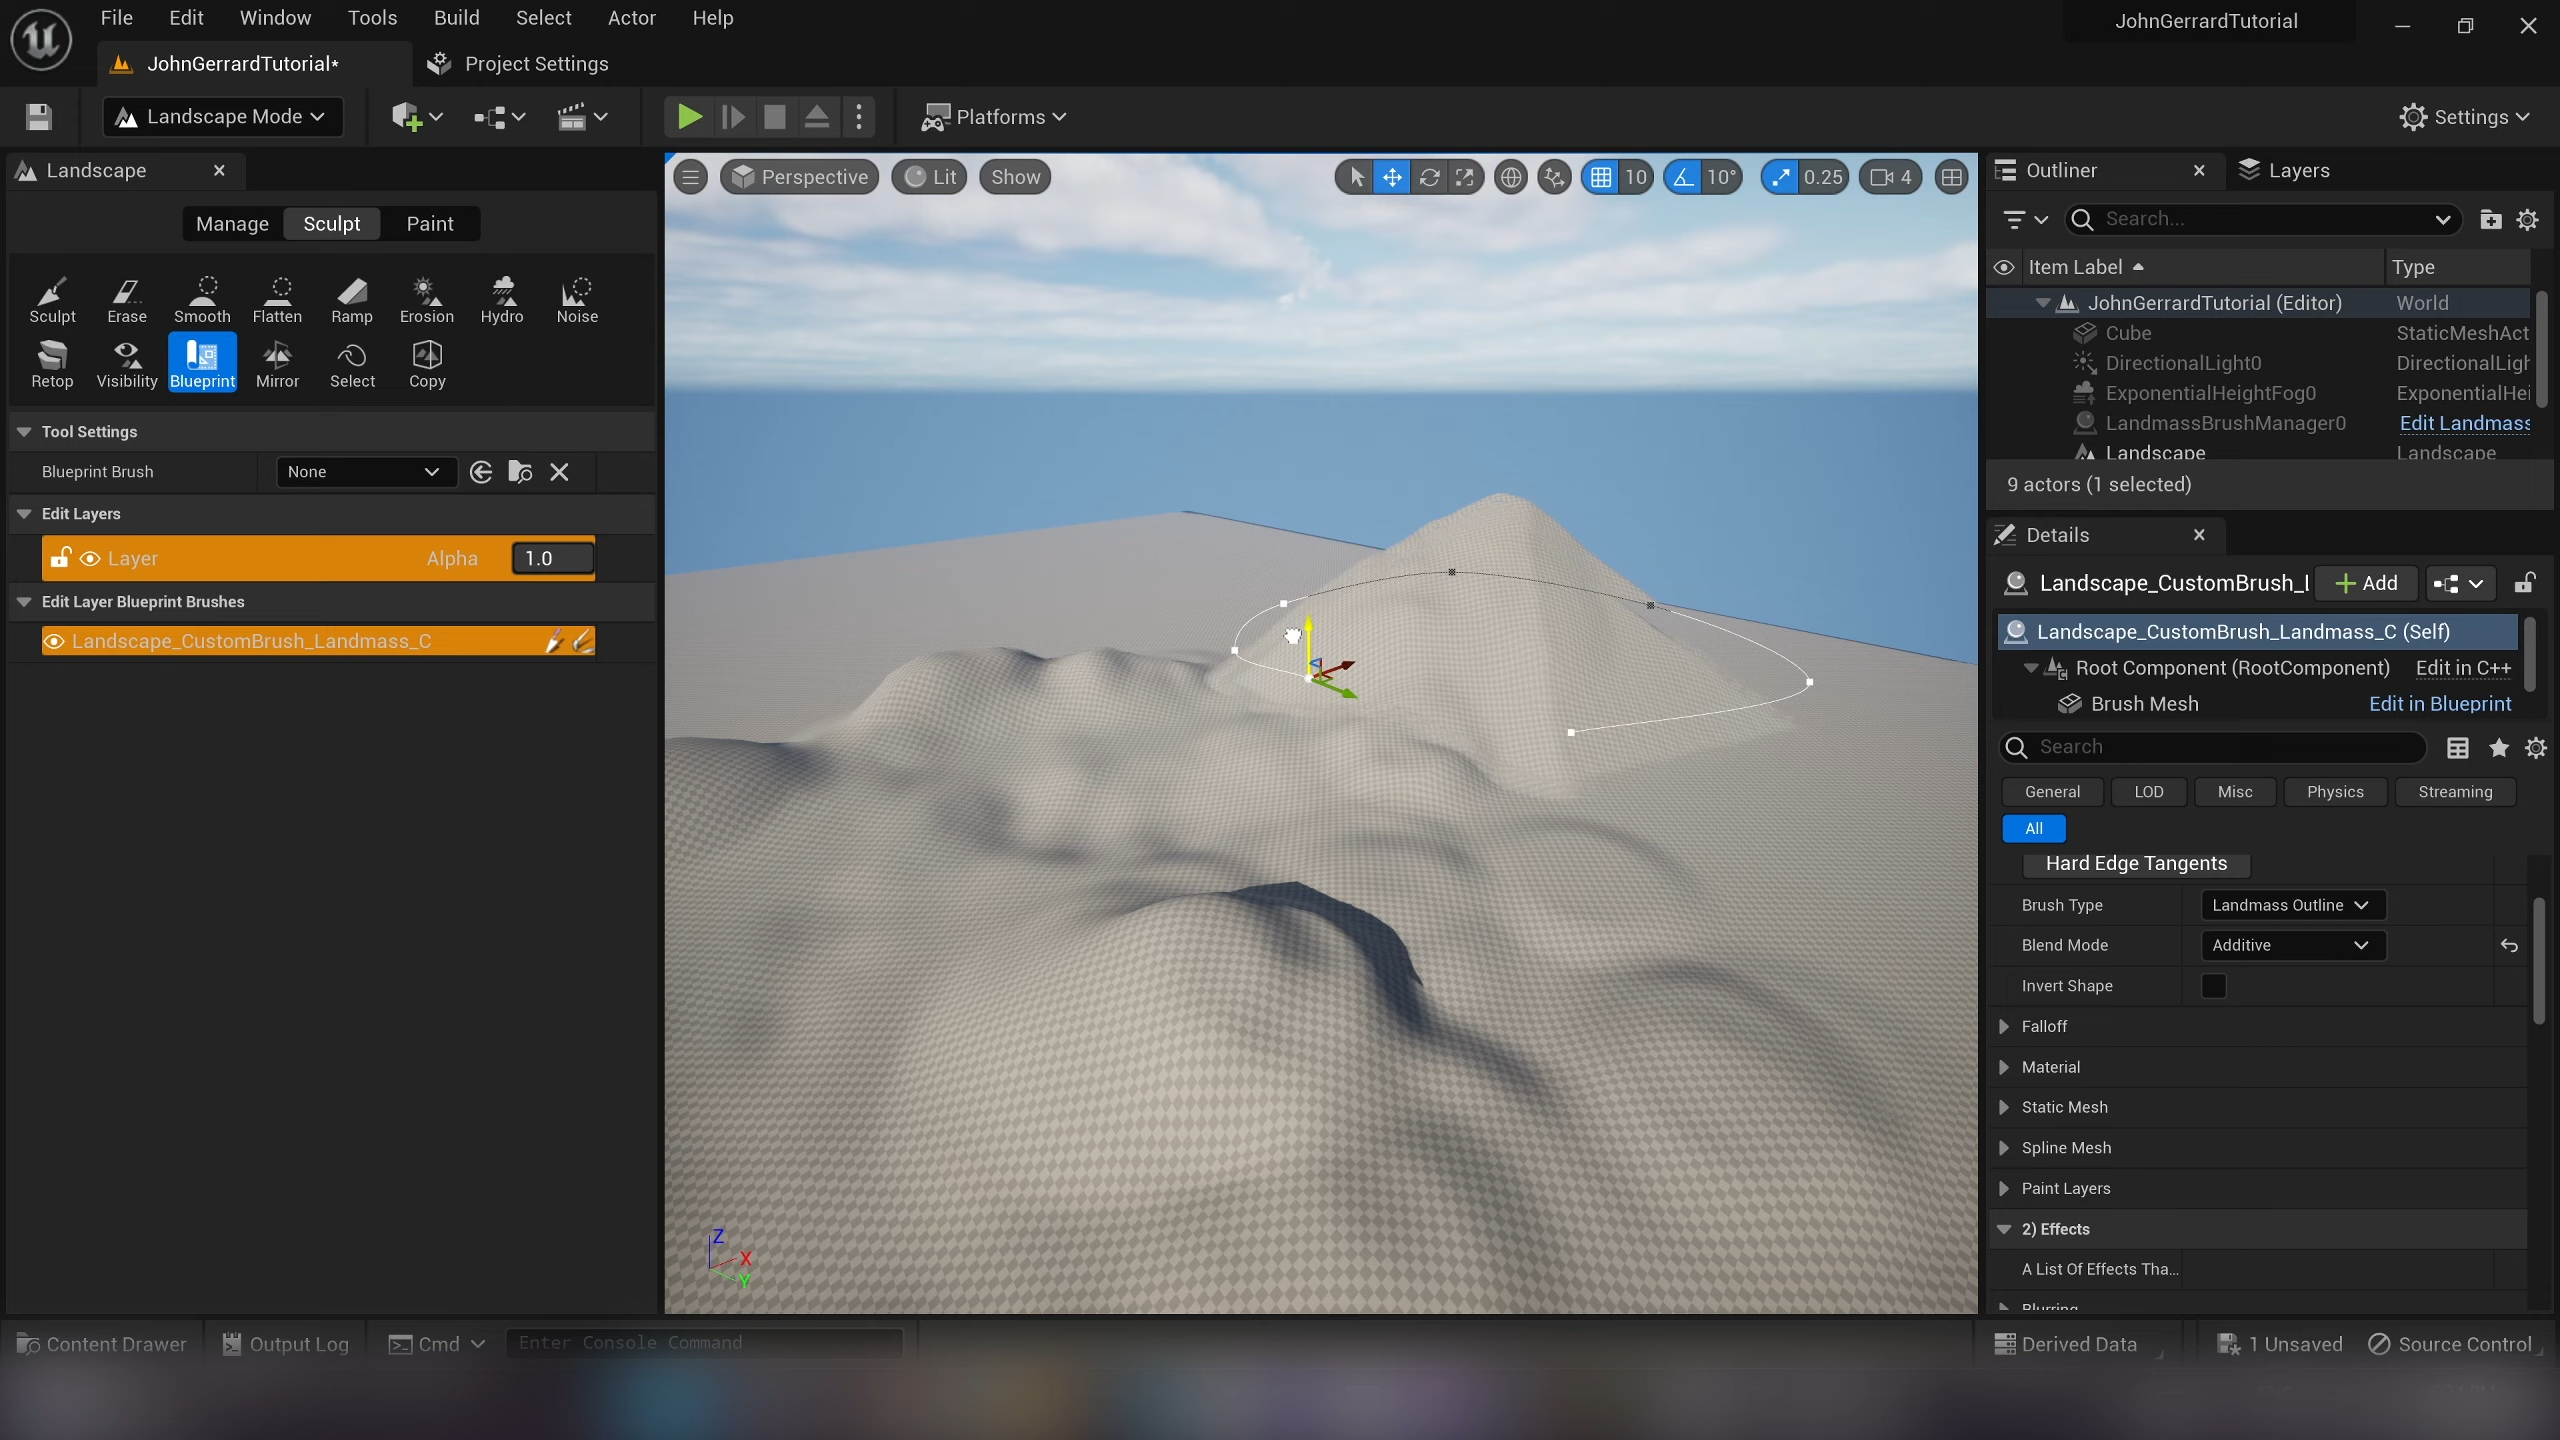 File Edit Window Tools Build Select Actor Help
JohnGerrardTutorial
JohnGerrardTutorial*
Project Settings
Landscape Mode
Platforms
Settings
Landscape
Manage Sculpt Paint
Sculpt Erase Smooth Flatten Ramp Erosion Hydro Noise
Retop Visibility Blueprint Mirror Select Copy
Tool Settings
Blueprint Brush None
Edit Layers
Layer Alpha 1.0
Edit Layer Blueprint Brushes
Landscape_CustomBrush_Landmass_C
Perspective Lit Show
10 10° 0.25 4
Z
X
Y
Outliner
Layers
Search...
Item Label Type
JohnGerrardTutorial (Editor) World
Cube StaticMeshAct
DirectionalLight0 DirectionalLigh
ExponentialHeightFog0 ExponentialHei
LandmassBrushManager0 Edit Landmass
Landscape Landscape
9 actors (1 selected)
Details
Landscape_CustomBrush_l Add
Landscape_CustomBrush_Landmass_C (Self)
Root Component (RootComponent) Edit in C++
Brush Mesh Edit in Blueprint
Search
General LOD Misc Physics Streaming
All
Hard Edge Tangents
Brush Type Landmass Outline
Blend Mode Additive
Invert Shape
Falloff
Material
Static Mesh
Spline Mesh
Paint Layers
2) Effects
A List Of Effects Tha...
Blurring
Content Drawer Output Log Cmd Enter Console Command
Derived Data 1 Unsaved Source Control